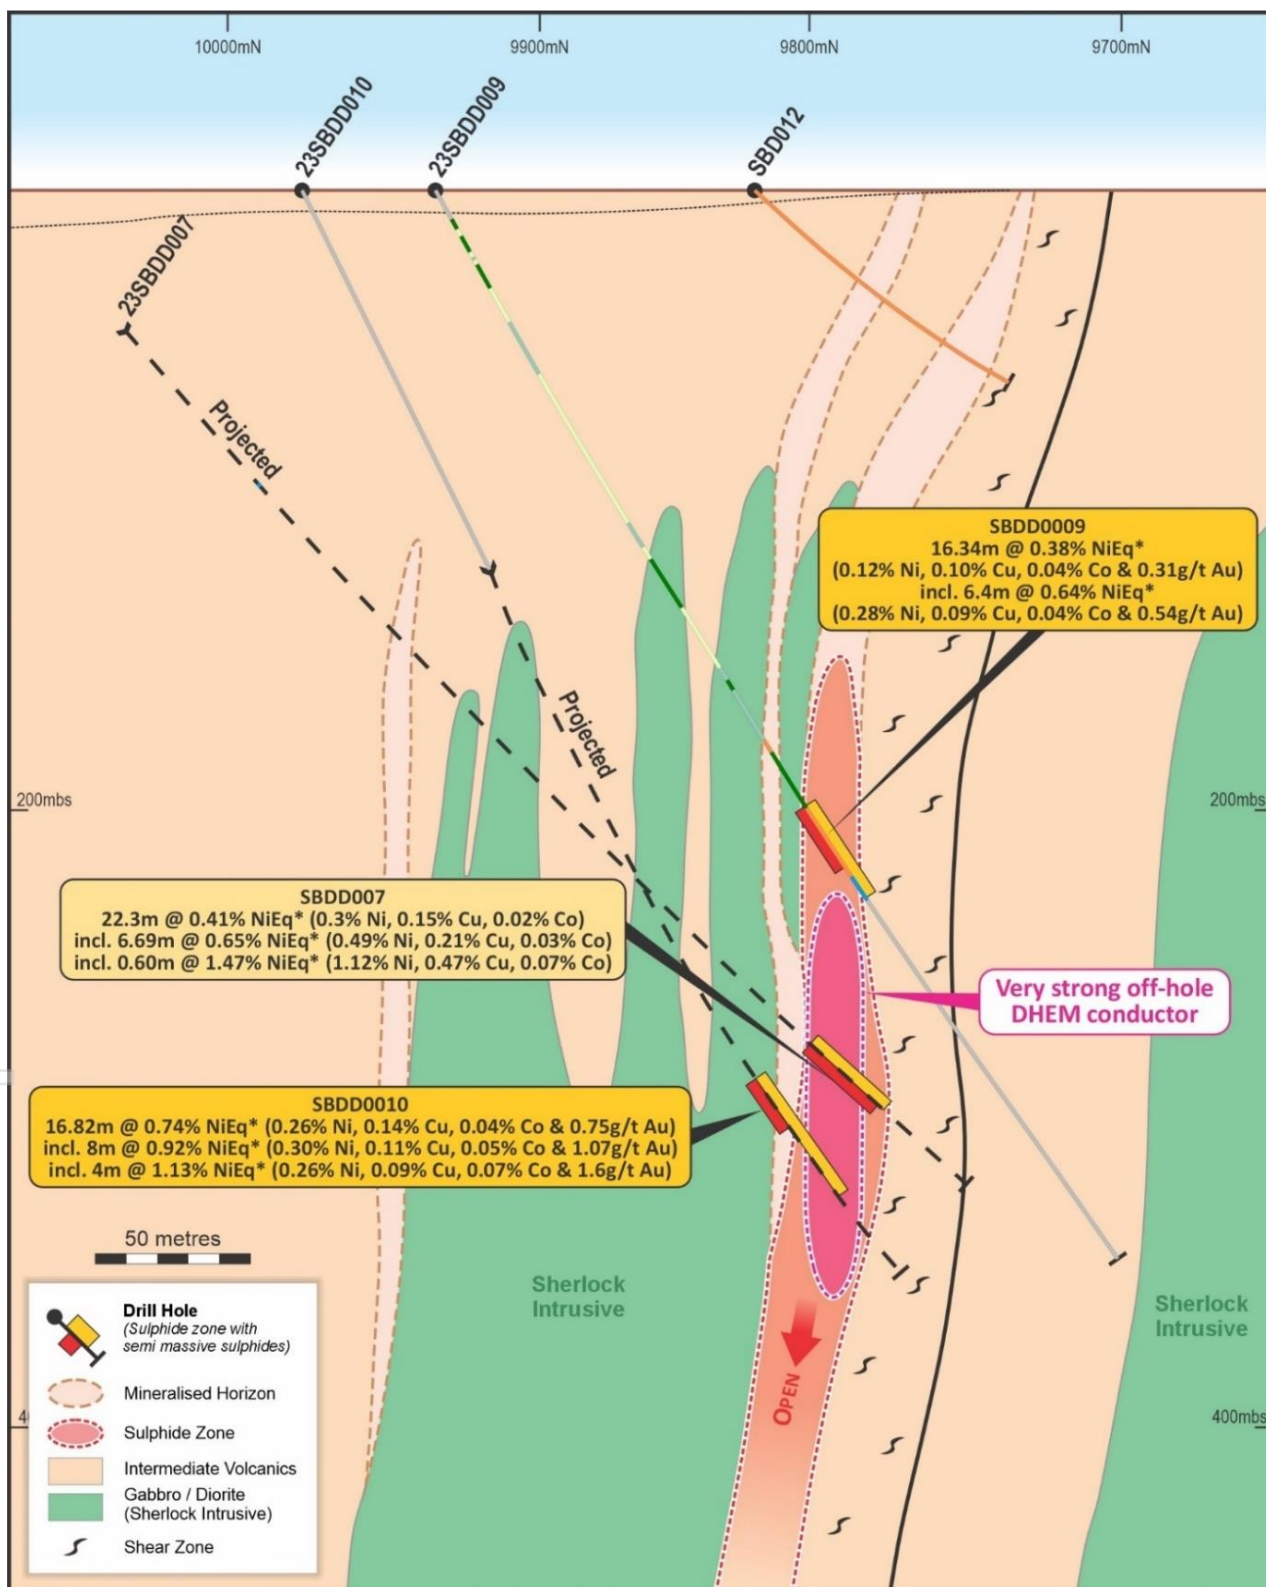 10000mN
9900mN
9800mN
9700mN
23SBDD010
23SBDD009
SBD012
23SBDD007
Projected
Projected
SBDD0009
16.34m @ 0.38% NiEq*
(0.12% Ni, 0.10% Cu, 0.04% Co & 0.31g/t Au)
incl. 6.4m @ 0.64% NiEq*
(0.28% Ni, 0.09% Cu, 0.04% Co & 0.54g/t Au)
200mbs
200mbs
SBDD007
22.3m @ 0.41% NiEq* (0.3% Ni, 0.15% Cu, 0.02% Co)
incl. 6.69m @ 0.65% NiEq* (0.49% Ni, 0.21% Cu, 0.03% Co)
incl. 0.60m @ 1.47% NiEq* (1.12% Ni, 0.47% Cu, 0.07% Co)
Very strong off-hole
DHEM conductor
SBDD0010
16.82m @ 0.74% NiEq* (0.26% Ni, 0.14% Cu, 0.04% Co & 0.75g/t Au)
incl. 8m @ 0.92% NiEq* (0.30% Ni, 0.11% Cu, 0.05% Co & 1.07g/t Au)
incl. 4m @ 1.13% NiEq* (0.26% Ni, 0.09% Cu, 0.07% Co & 1.6g/t Au)
50 metres
Sherlock
Intrusive
Sherlock
Intrusive
OPEN
400mbs
Drill Hole
(Sulphide zone with
semi massive sulphides)
Mineralised Horizon
Sulphide Zone
Intermediate Volcanics
Gabbro / Diorite
(Sherlock Intrusive)
Shear Zone